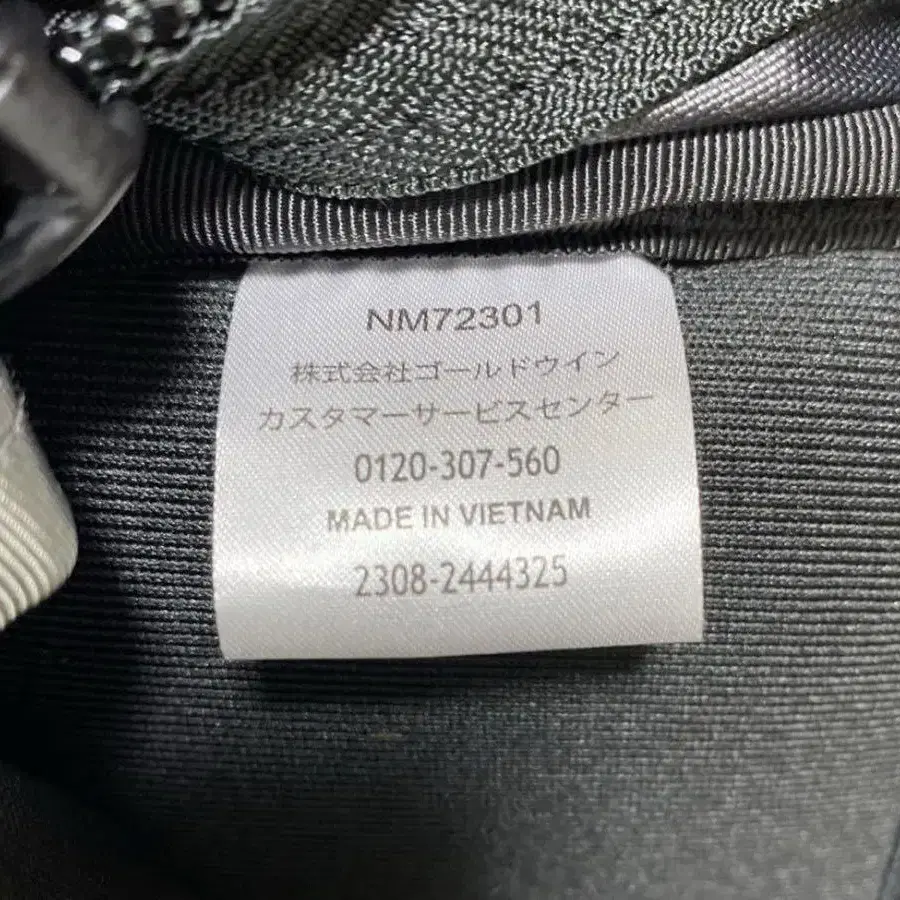 NM72301
株式会社ゴールドウイン
カスタマーサービスセンター
0120-307-560
MADE IN VIETNAM
2308-2444325